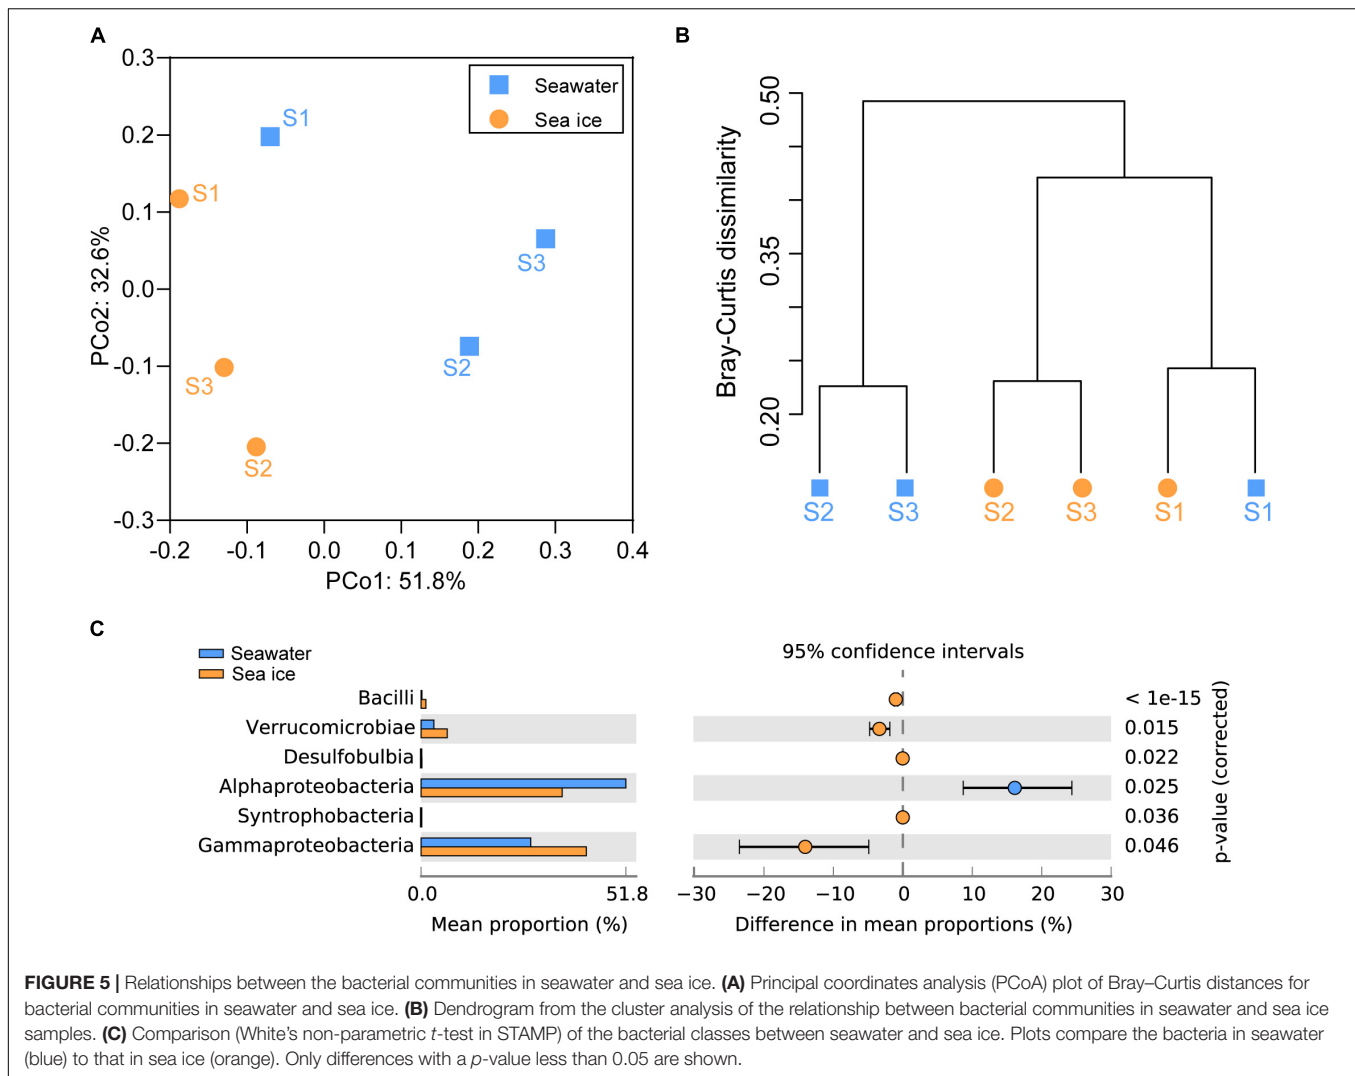 A
0.3
0.2
0.1
0.0
-0.1
-0.2
-0.3
PCo2: 32.6%
-0.2 -0.1 0.0 0.1 0.2 0.3 0.4
PCo1: 51.8%
Seawater
Sea ice
S1
S1
S3
S2
S3
S2
B
0.50
0.35
0.20
Bray-Curtis dissimilarity
S2 S3 S2 S3 S1 S1
C
Seawater
Sea ice
95% confidence intervals
Bacilli < 1e-15
Verrucomicrobiae 0.015
Desulfobulbia 0.022
Alphaproteobacteria 0.025
Syntrophobacteria 0.036
Gammaproteobacteria 0.046
p-value (corrected)
0.0 51.8 −30 −20 −10 0 10 20 30
Mean proportion (%) Difference in mean proportions (%)
FIGURE 5 | Relationships between the bacterial communities in seawater and sea ice. (A) Principal coordinates analysis (PCoA) plot of Bray–Curtis distances for
bacterial communities in seawater and sea ice. (B) Dendrogram from the cluster analysis of the relationship between bacterial communities in seawater and sea ice
samples. (C) Comparison (White's non-parametric t-test in STAMP) of the bacterial classes between seawater and sea ice. Plots compare the bacteria in seawater
(blue) to that in sea ice (orange). Only differences with a p-value less than 0.05 are shown.